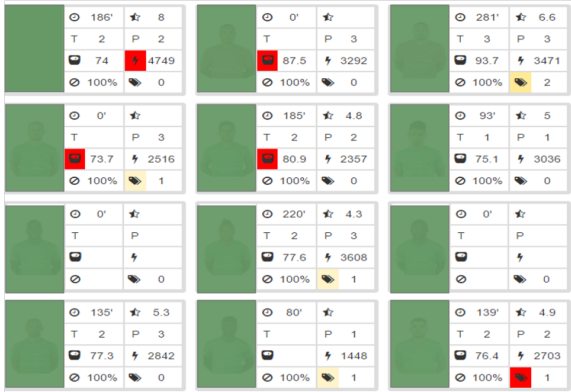 186' 8
T 2 P 2
74 4749
100% 0
0'
T P 3
87.5 3292
100% 0
281' 6.6
T 3 P 3
93.7 3471
100% 2
0'
T P 3
73.7 2516
100% 1
185' 4.8
T 2 P 2
80.9 2357
100% 0
93' 5
T 1 P 1
75.1 3036
100% 0
0'
T P
0
220' 4.3
T 2 P 3
77.6 3608
100% 1
0'
T P
0
135' 5.3
T 2 P 3
77.3 2842
100% 0
80'
T P 1
1448
100% 1
139' 4.9
T 2 P 2
76.4 2703
100% 1